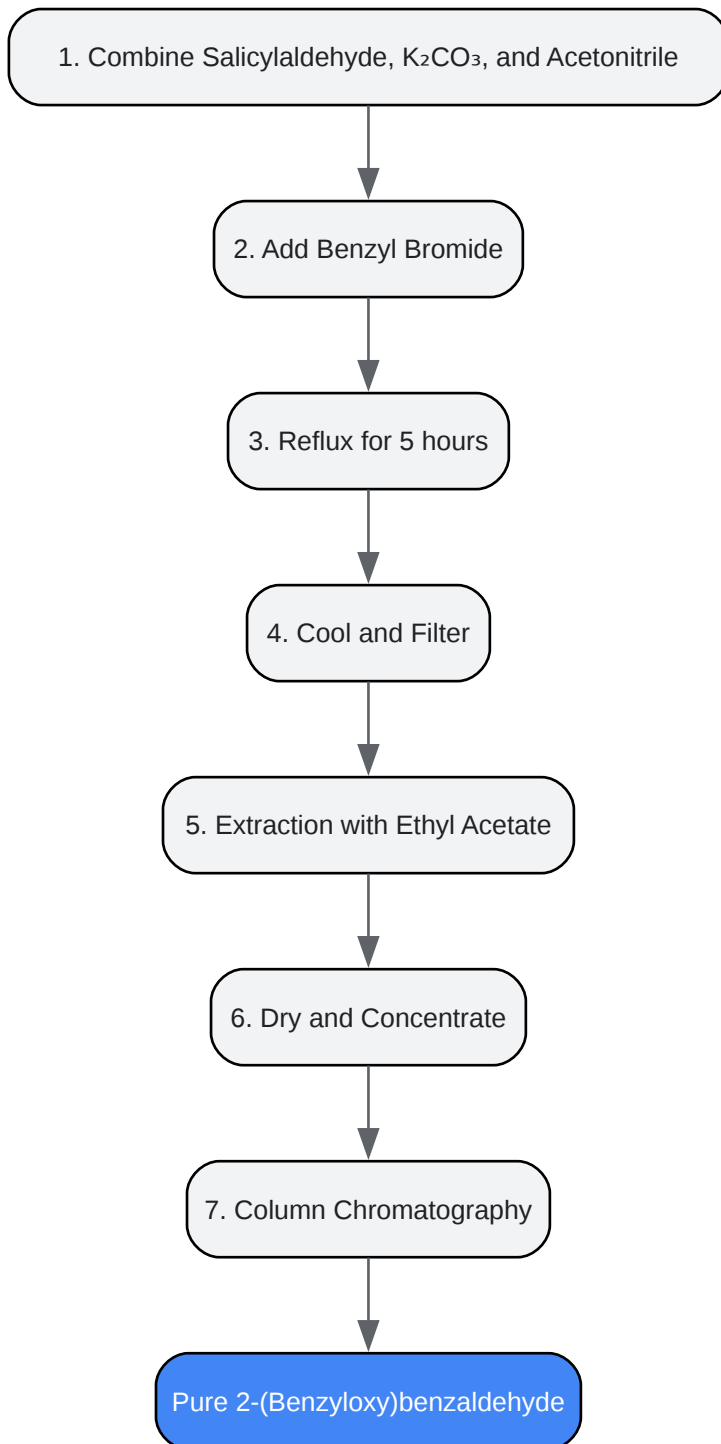 1. Combine Salicylaldehyde, K₂CO₃, and Acetonitrile
2. Add Benzyl Bromide
3. Reflux for 5 hours
4. Cool and Filter
5. Extraction with Ethyl Acetate
6. Dry and Concentrate
7. Column Chromatography
Pure 2-(Benzyloxy)benzaldehyde